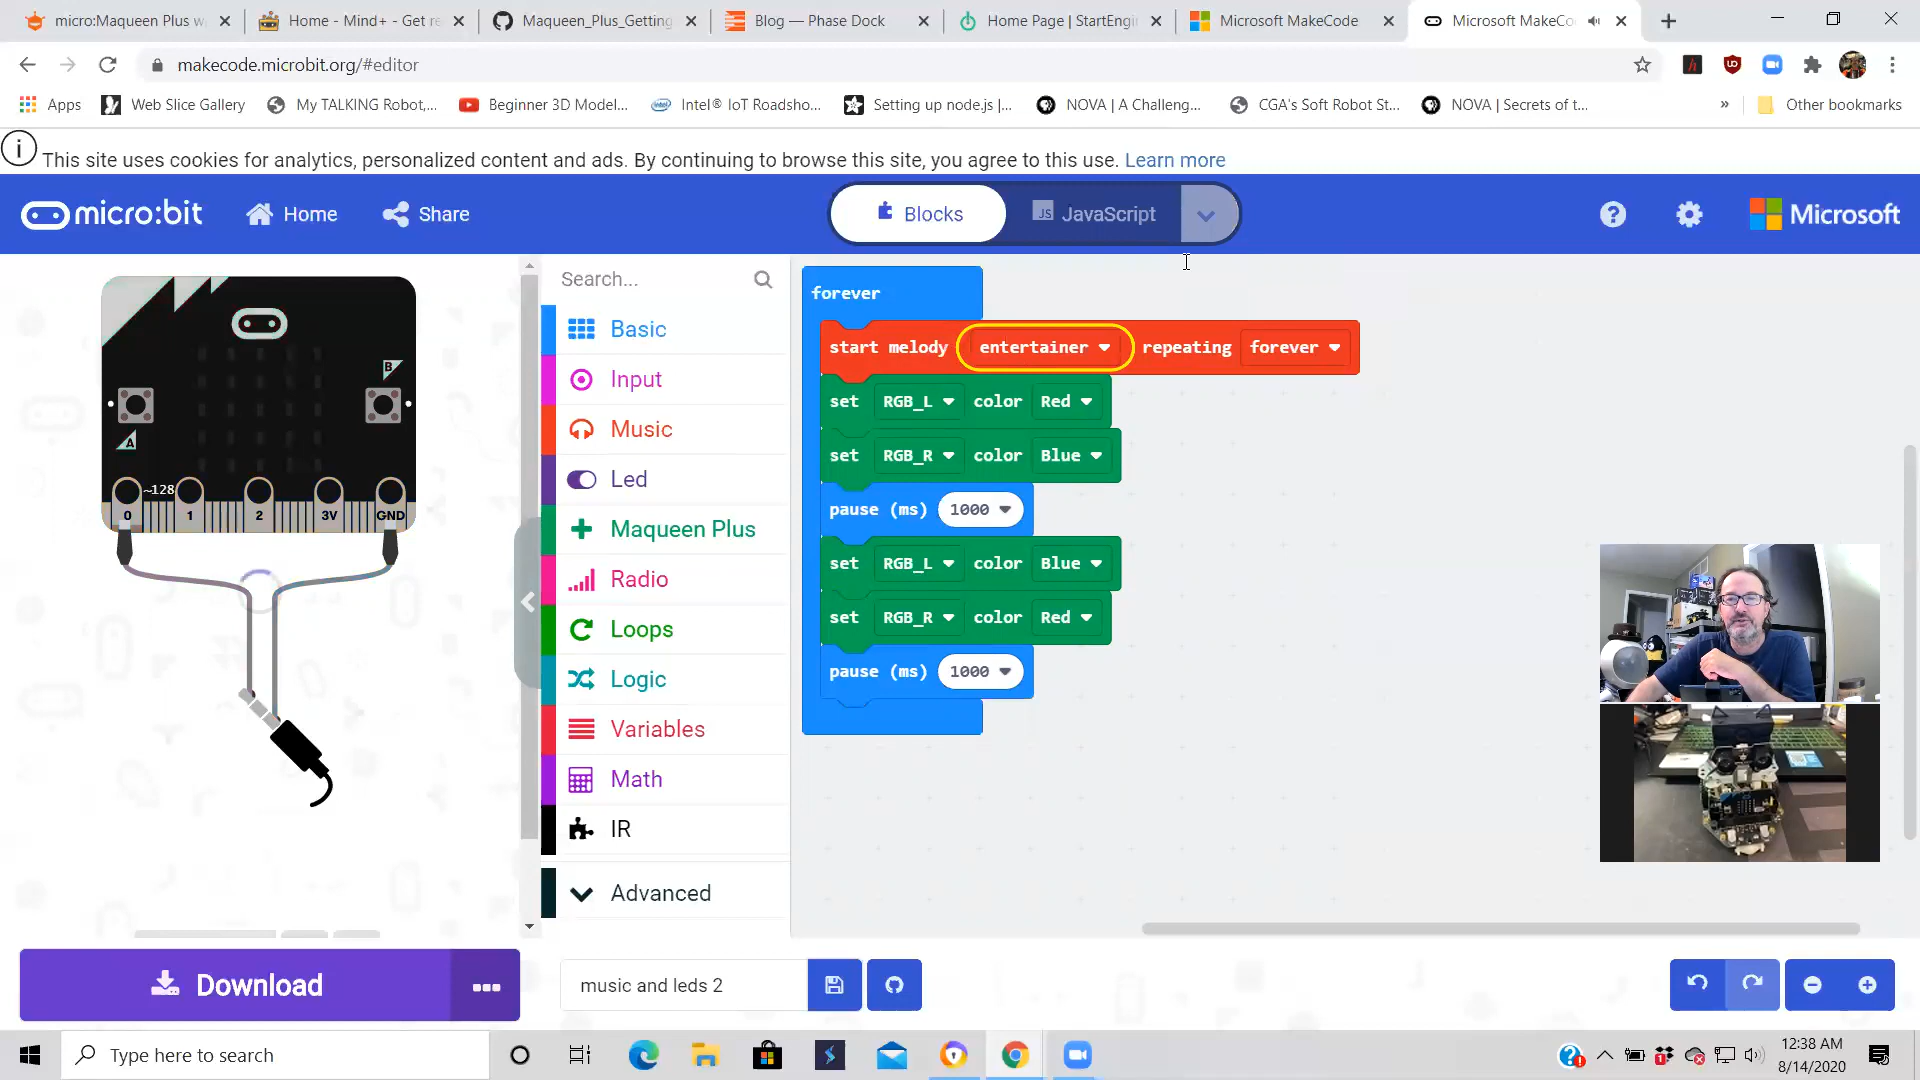 micro:Maqueen Plus w
Home - Mind+ - Get re
Maqueen_Plus_Getting
Blog — Phase Dock
Home Page | StartEngi
Microsoft MakeCode
Microsoft MakeCo
makecode.microbit.org/#editor
Apps
Web Slice Gallery
My TALKING Robot,...
Beginner 3D Model...
Intel® IoT Roadsho...
Setting up node.js |...
NOVA | A Challeng...
CGA's Soft Robot St...
NOVA | Secrets of t...
»
Other bookmarks
This site uses cookies for analytics, personalized content and ads. By continuing to browse this site, you agree to this use. Learn more
micro:bit
Home
Share
Blocks
JS JavaScript
?
Microsoft
A
B
~128
0 1 2 3V GND
Search...
Basic
Input
Music
Led
Maqueen Plus
Radio
Loops
Logic
Variables
Math
IR
Advanced
forever
start melody entertainer repeating forever
set RGB_L color Red
set RGB_R color Blue
pause (ms) 1000
set RGB_L color Blue
set RGB_R color Red
pause (ms) 1000
Download
...
music and leds 2
Type here to search
12:38 AM
8/14/2020